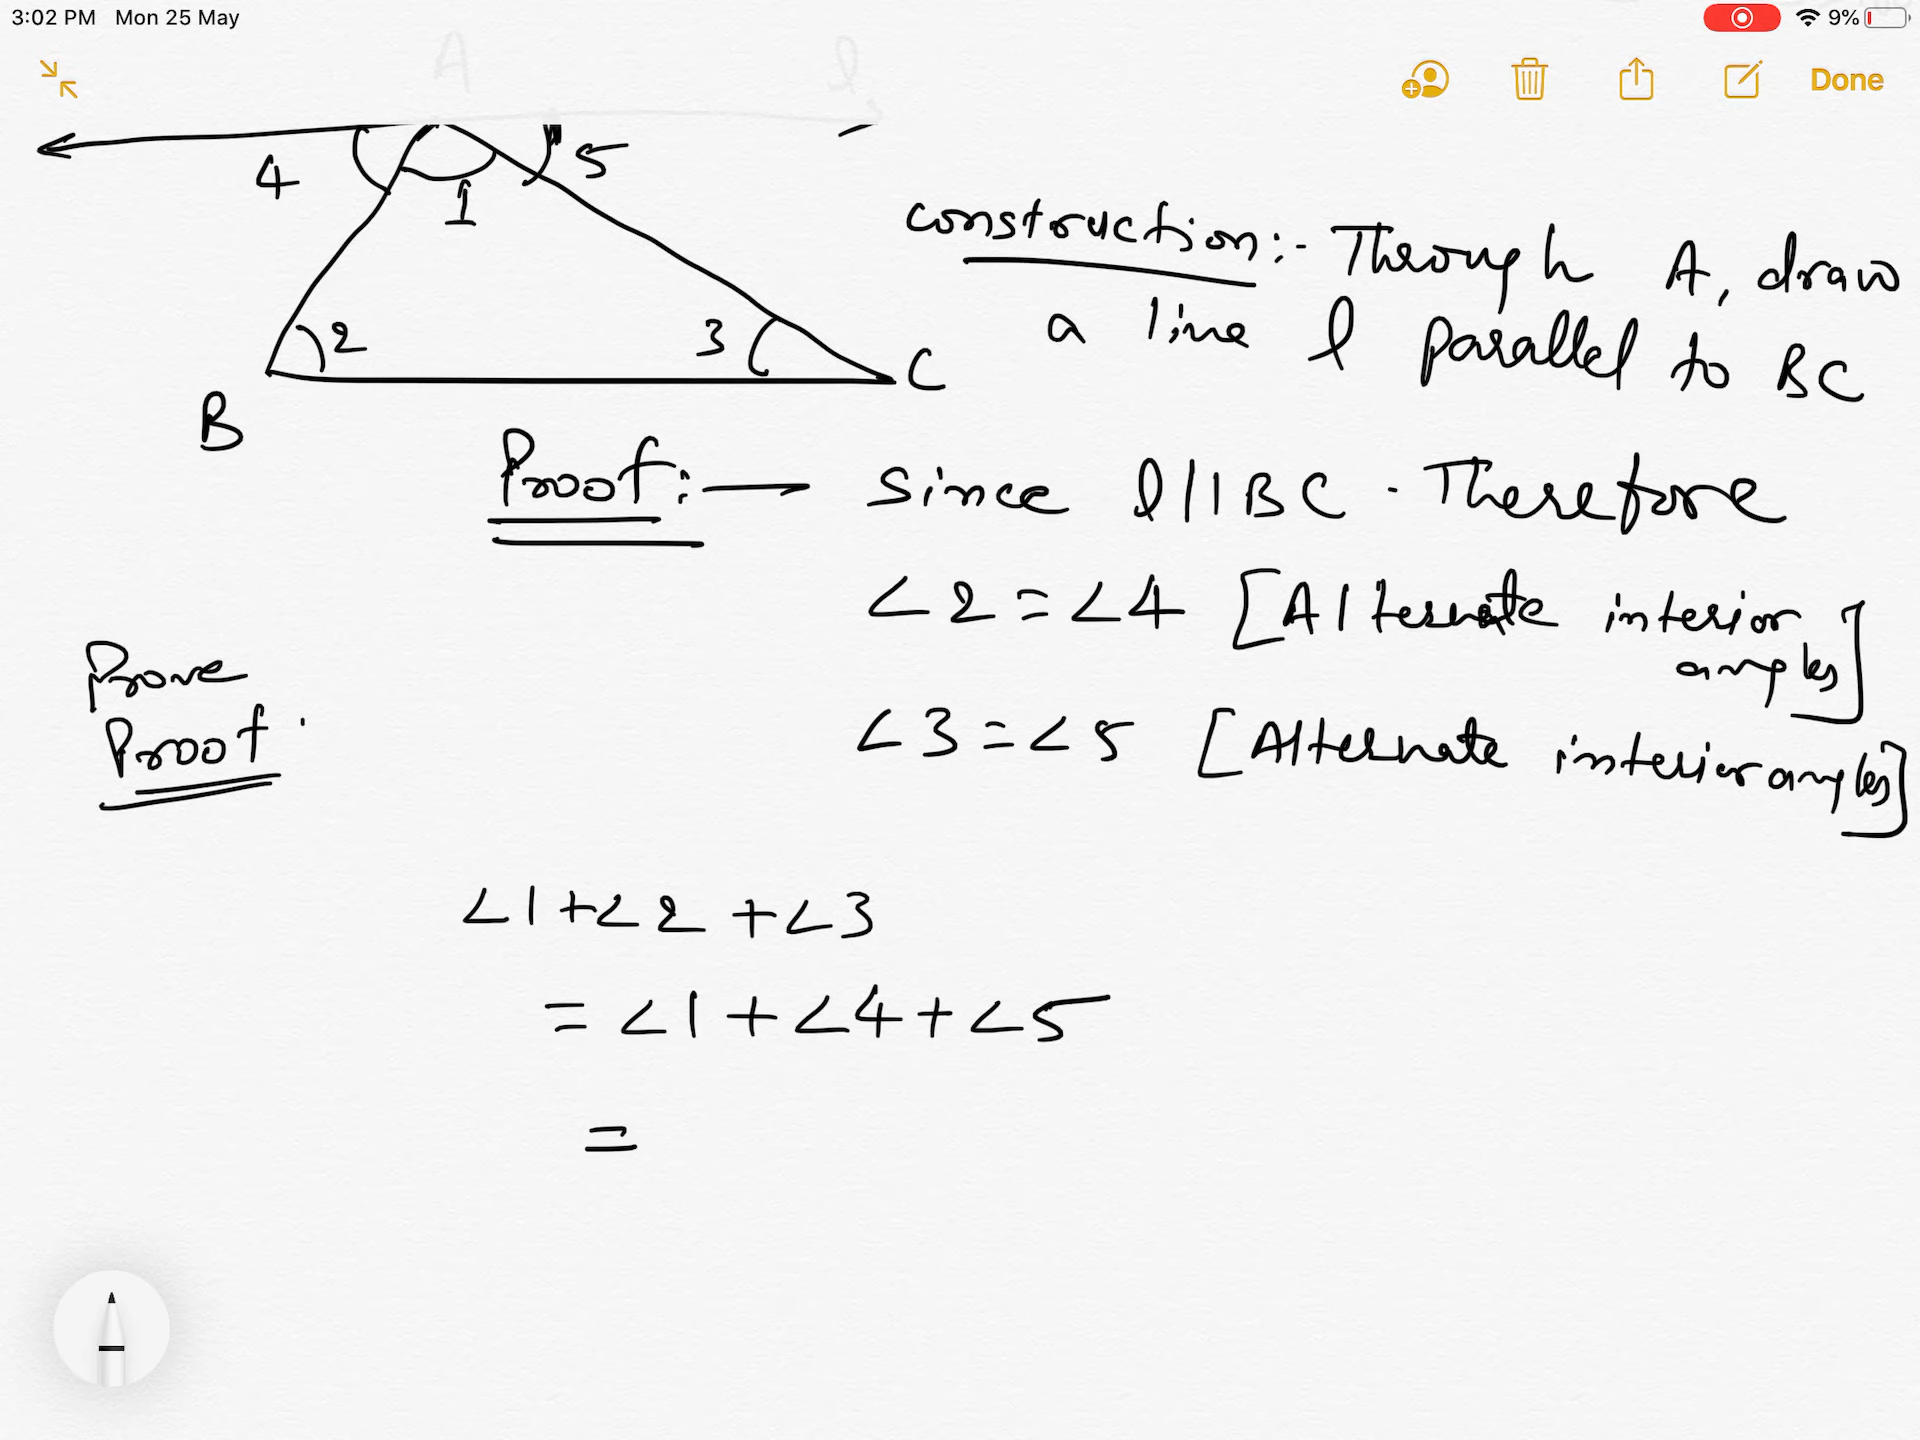 3:02 PM Mon 25 May
9%
Done
A
l
4
1
5
2
3
B
C
construction:- Through A, draw
a line l parallel to BC
Proof: — Since l||BC. Therefore
∠2=∠4 [Alternate interior
angles]
∠3=∠5 [Alternate interior angles]
Prove
Proof.
∠1+∠2+∠3
=∠1+∠4+∠5
=